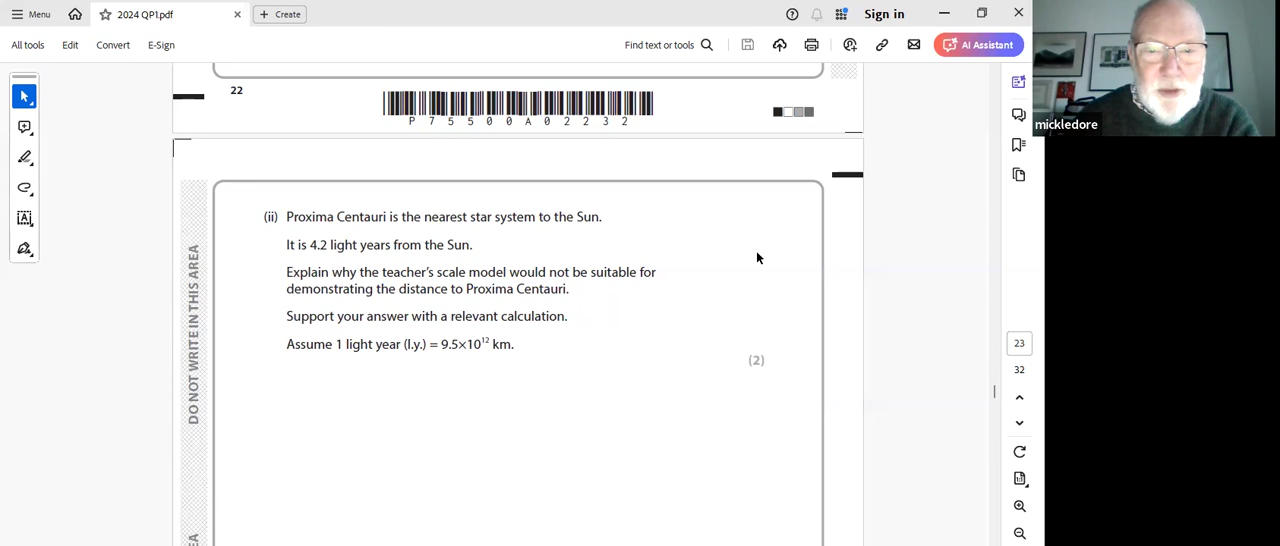 Menu
2024 QP1.pdf
Create
Sign in
All tools
Edit
Convert
E-Sign
Find text or tools
AI Assistant
22
P 7 5 5 0 0 A 0 2 2 3 2
mickledore
DO NOT WRITE IN THIS AREA
(ii) Proxima Centauri is the nearest star system to the Sun.
It is 4.2 light years from the Sun.
Explain why the teacher's scale model would not be suitable for
demonstrating the distance to Proxima Centauri.
Support your answer with a relevant calculation.
Assume 1 light year (l.y.) = 9.5×10¹² km.
(2)
23
32
EA